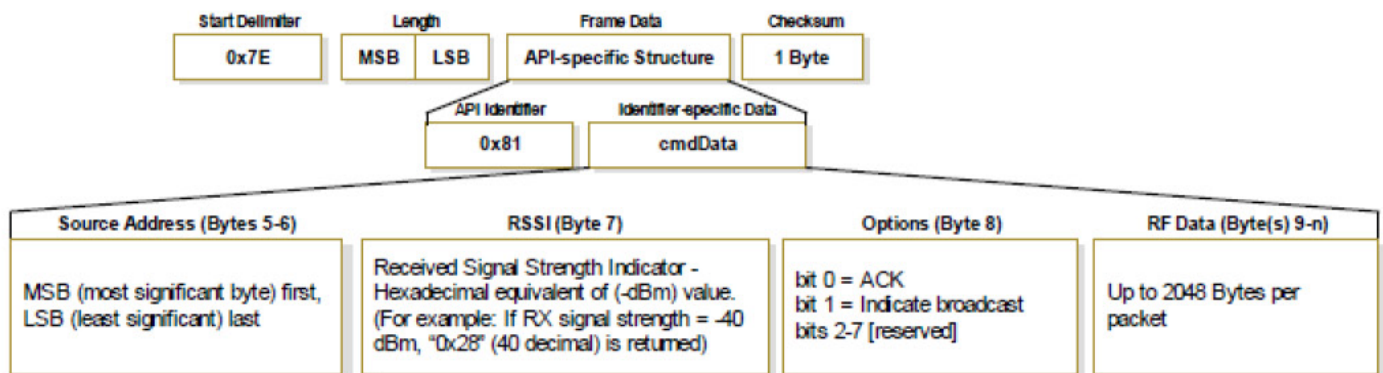 Start Delimiter Length Frame Data Checksum
0x7E MSB LSB API-specific Structure 1 Byte
API Identifier Identifier-specific Data
0x81 cmdData
Source Address (Bytes 5-6)
MSB (most significant byte) first,
LSB (least significant) last
RSSI (Byte 7)
Received Signal Strength Indicator -
Hexadecimal equivalent of (-dBm) value.
(For example: If RX signal strength = -40
dBm, “0x28” (40 decimal) is returned)
Options (Byte 8)
bit 0 = ACK
bit 1 = Indicate broadcast
bits 2-7 [reserved]
RF Data (Byte(s) 9-n)
Up to 2048 Bytes per
packet